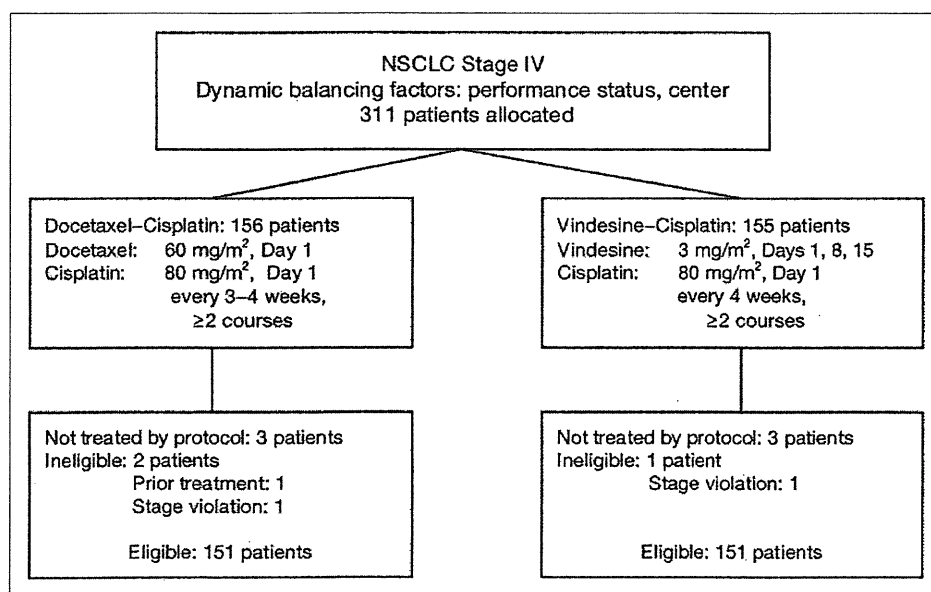 NSCLC Stage IV
Dynamic balancing factors: performance status, center
311 patients allocated
Docetaxel–Cisplatin: 156 patients
Docetaxel: 60 mg/m², Day 1
Cisplatin: 80 mg/m², Day 1
every 3–4 weeks,
≥2 courses
Vindesine–Cisplatin: 155 patients
Vindesine: 3 mg/m², Days 1, 8, 15
Cisplatin: 80 mg/m², Day 1
every 4 weeks,
≥2 courses
Not treated by protocol: 3 patients
Ineligible: 2 patients
Prior treatment: 1
Stage violation: 1
Eligible: 151 patients
Not treated by protocol: 3 patients
Ineligible: 1 patient
Stage violation: 1
Eligible: 151 patients